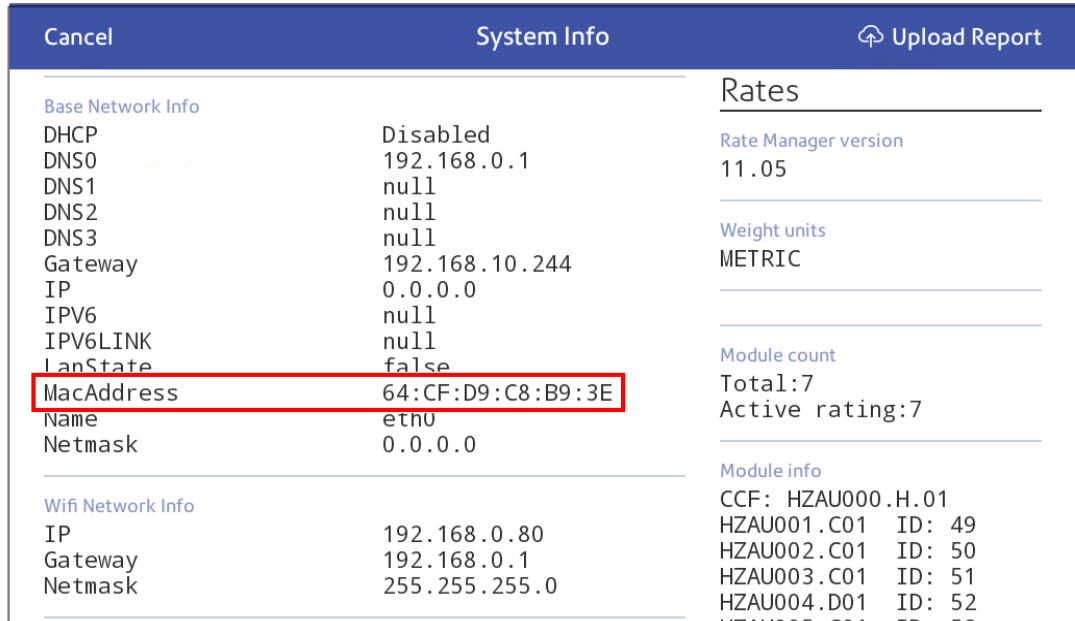 Cancel System Info Upload Report
Base Network Info
DHCP Disabled
DNS0 192.168.0.1
DNS1 null
DNS2 null
DNS3 null
Gateway 192.168.10.244
IP 0.0.0.0
IPV6 null
IPV6LINK null
LanState false
MacAddress 64:CF:D9:C8:B9:3E
Name eth0
Netmask 0.0.0.0
Wifi Network Info
IP 192.168.0.80
Gateway 192.168.0.1
Netmask 255.255.255.0
Rates
Rate Manager version
11.05
Weight units
METRIC
Module count
Total:7
Active rating:7
Module info
CCF: HZAU000.H.01
HZAU001.C01 ID: 49
HZAU002.C01 ID: 50
HZAU003.C01 ID: 51
HZAU004.D01 ID: 52